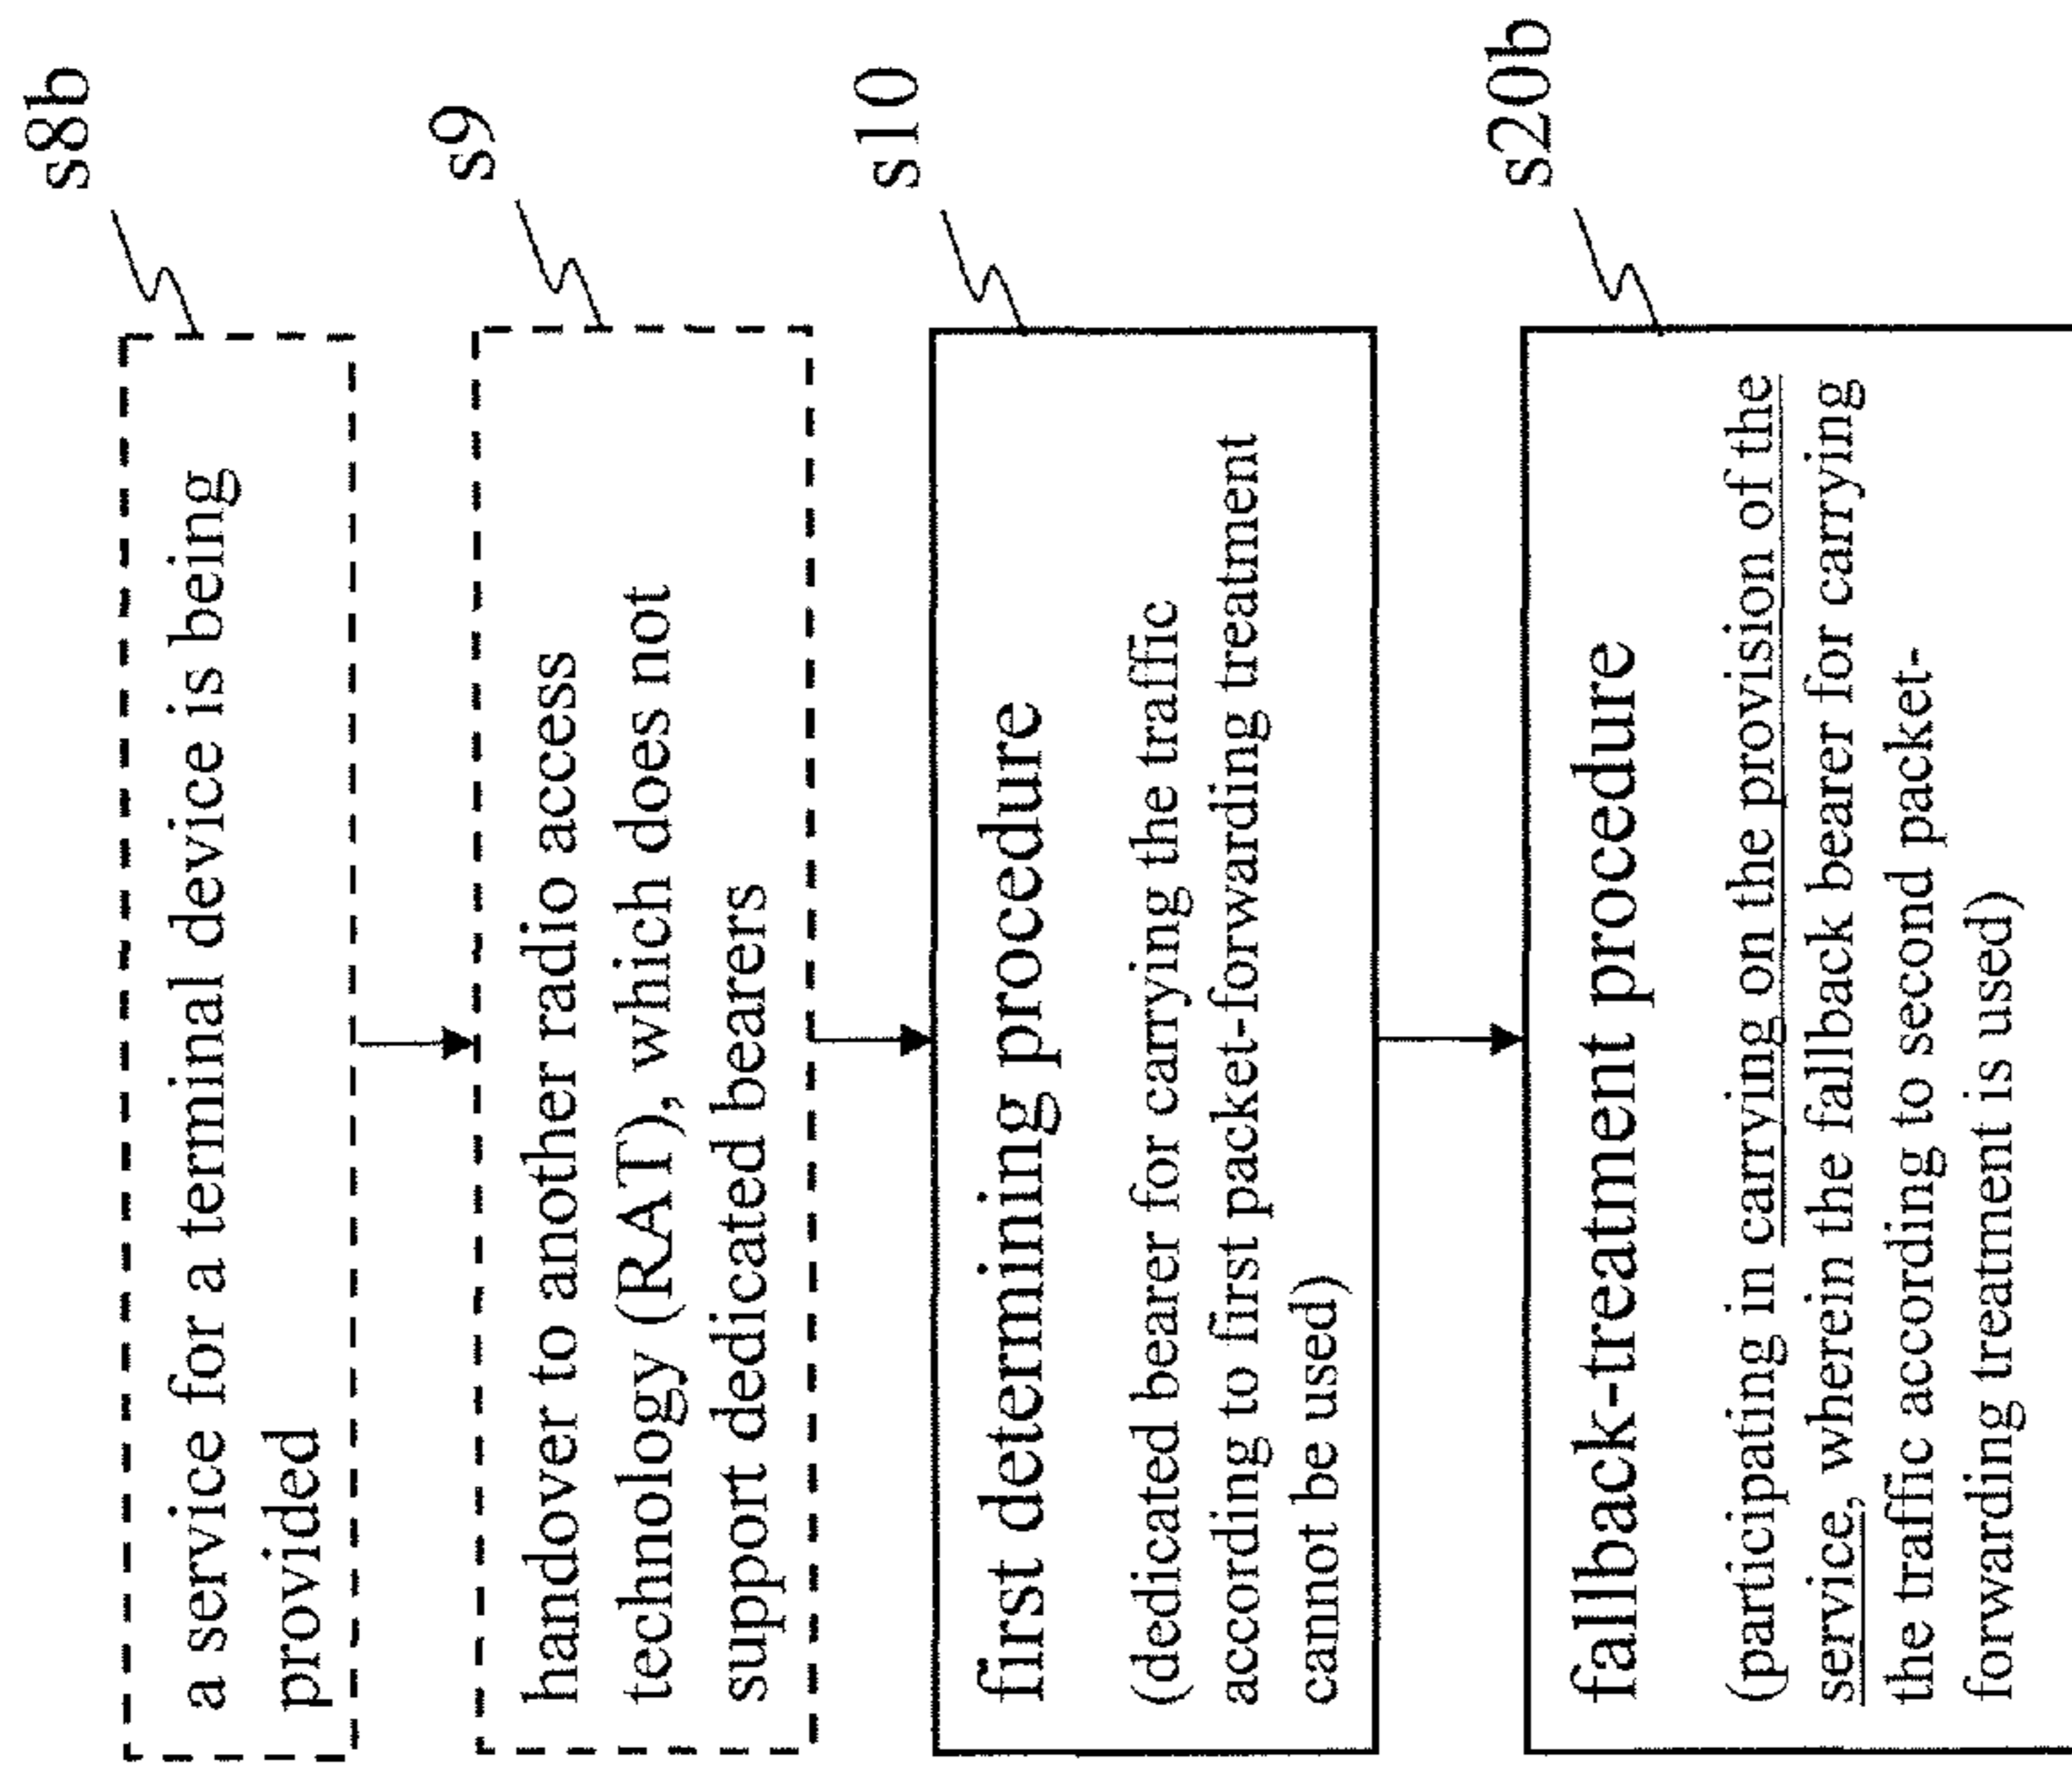 s8b
a service for a terminal device is being
provided
s9
handover to another radio access
technology (RAT), which does not
support dedicated bearers
s10
first determining procedure
(dedicated bearer for carrying the traffic
according to first packet-forwarding treatment
cannot be used)
s20b
fallback-treatment procedure
(participating in carrying on the provision of the
service, wherein the fallback bearer for carrying
the traffic according to second packet-
forwarding treatment is used)